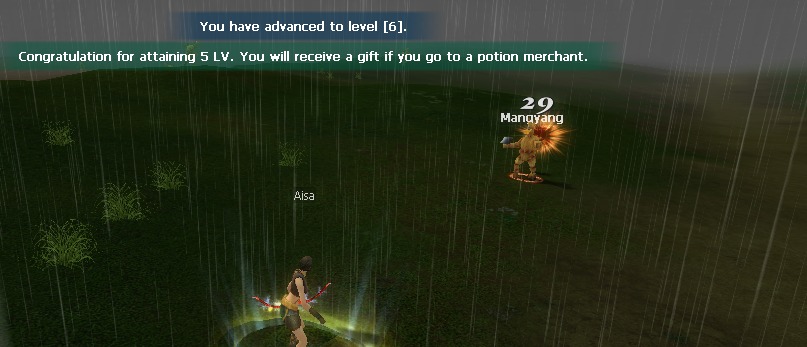 You have advanced to level [6].
Congratulation for attaining 5 LV. You will receive a gift if you go to a potion merchant.
29
Mangyang
Aisa